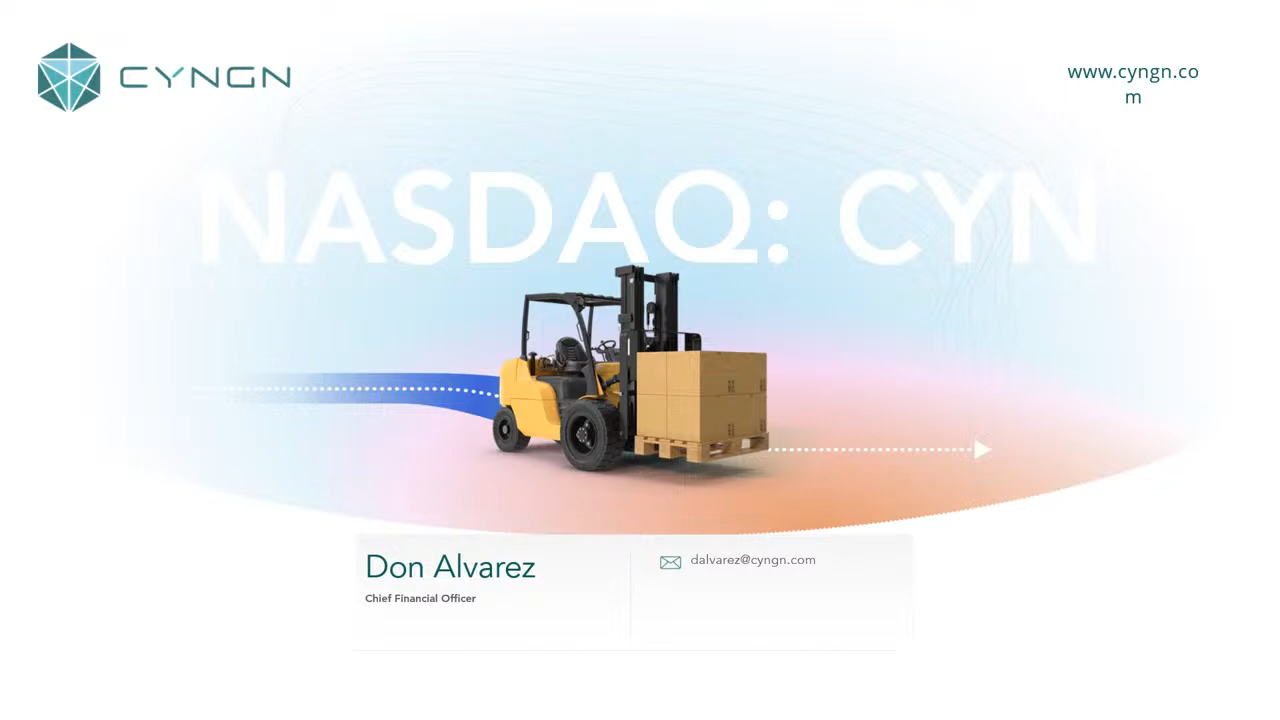 CYNGN
www.cyngn.co
m
NASDAQ: CYN
Don Alvarez
Chief Financial Officer
dalvarez@cyngn.com